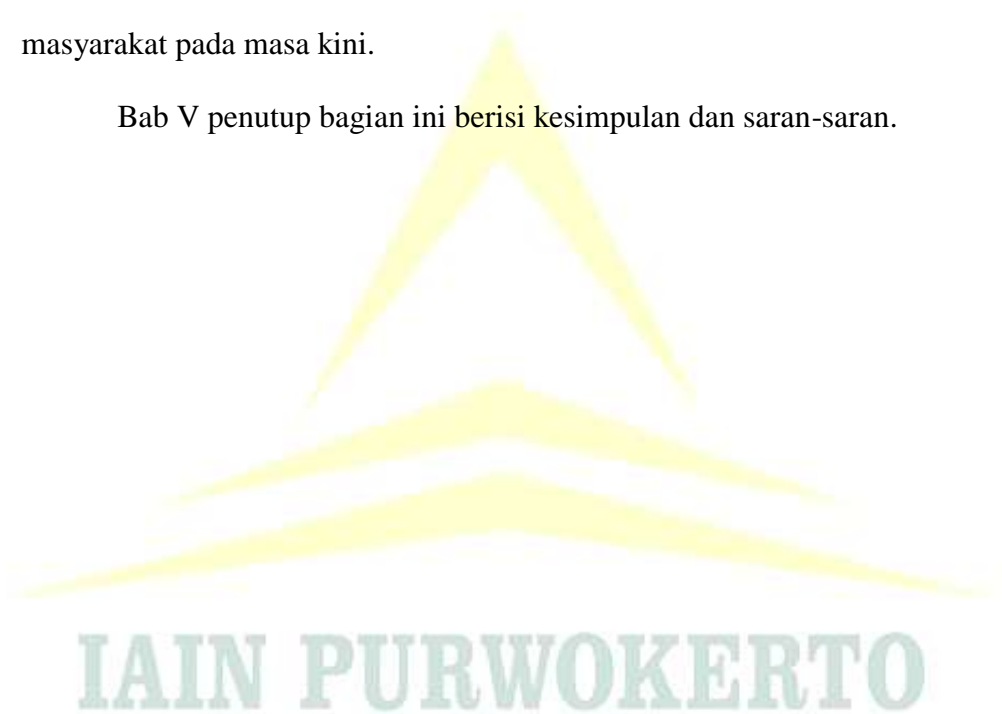 masyarakat pada masa kini.
Bab V penutup bagian ini berisi kesimpulan dan saran-saran.
IAIN PURWOKERTO